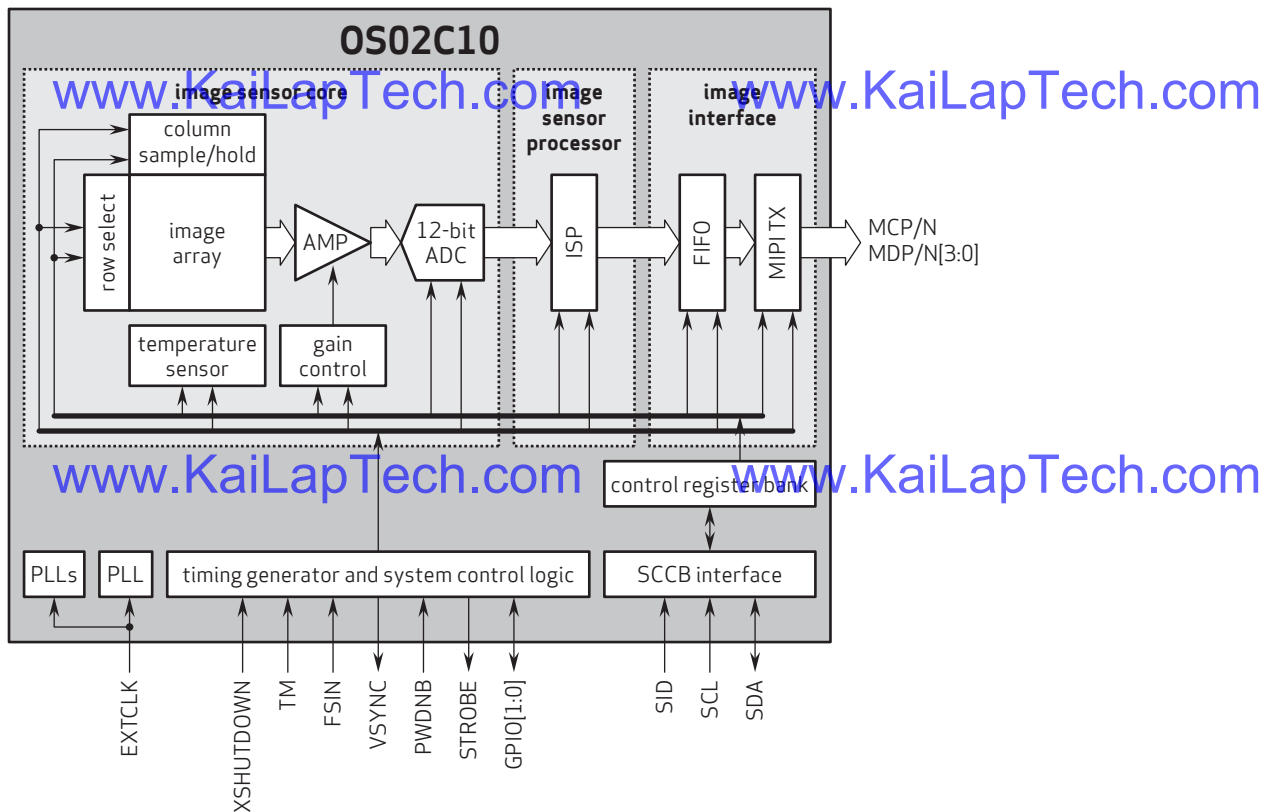 OS02C10
www.KaiLapTech.com
www.KaiLapTech.com
image sensor core
image
sensor
processor
image
interface
column
sample/hold
row select
image
array
AMP
12-bit
ADC
ISP
FIFO
MIPI TX
MCP/N
MDP/N[3:0]
temperature
sensor
gain
control
www.KaiLapTech.com
www.KaiLapTech.com
control register bank
PLLs
PLL
timing generator and system control logic
SCCB interface
EXTCLK
XSHUTDOWN
TM
FSIN
VSYNC
PWDNB
STROBE
GPIO[1:0]
SID
SCL
SDA